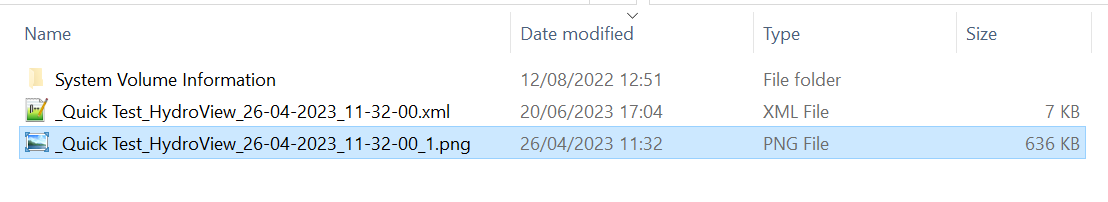 Name Date modified Type Size
System Volume Information 12/08/2022 12:51 File folder
_Quick Test_HydroView_26-04-2023_11-32-00.xml 20/06/2023 17:04 XML File 7 KB
_Quick Test_HydroView_26-04-2023_11-32-00_1.png 26/04/2023 11:32 PNG File 636 KB